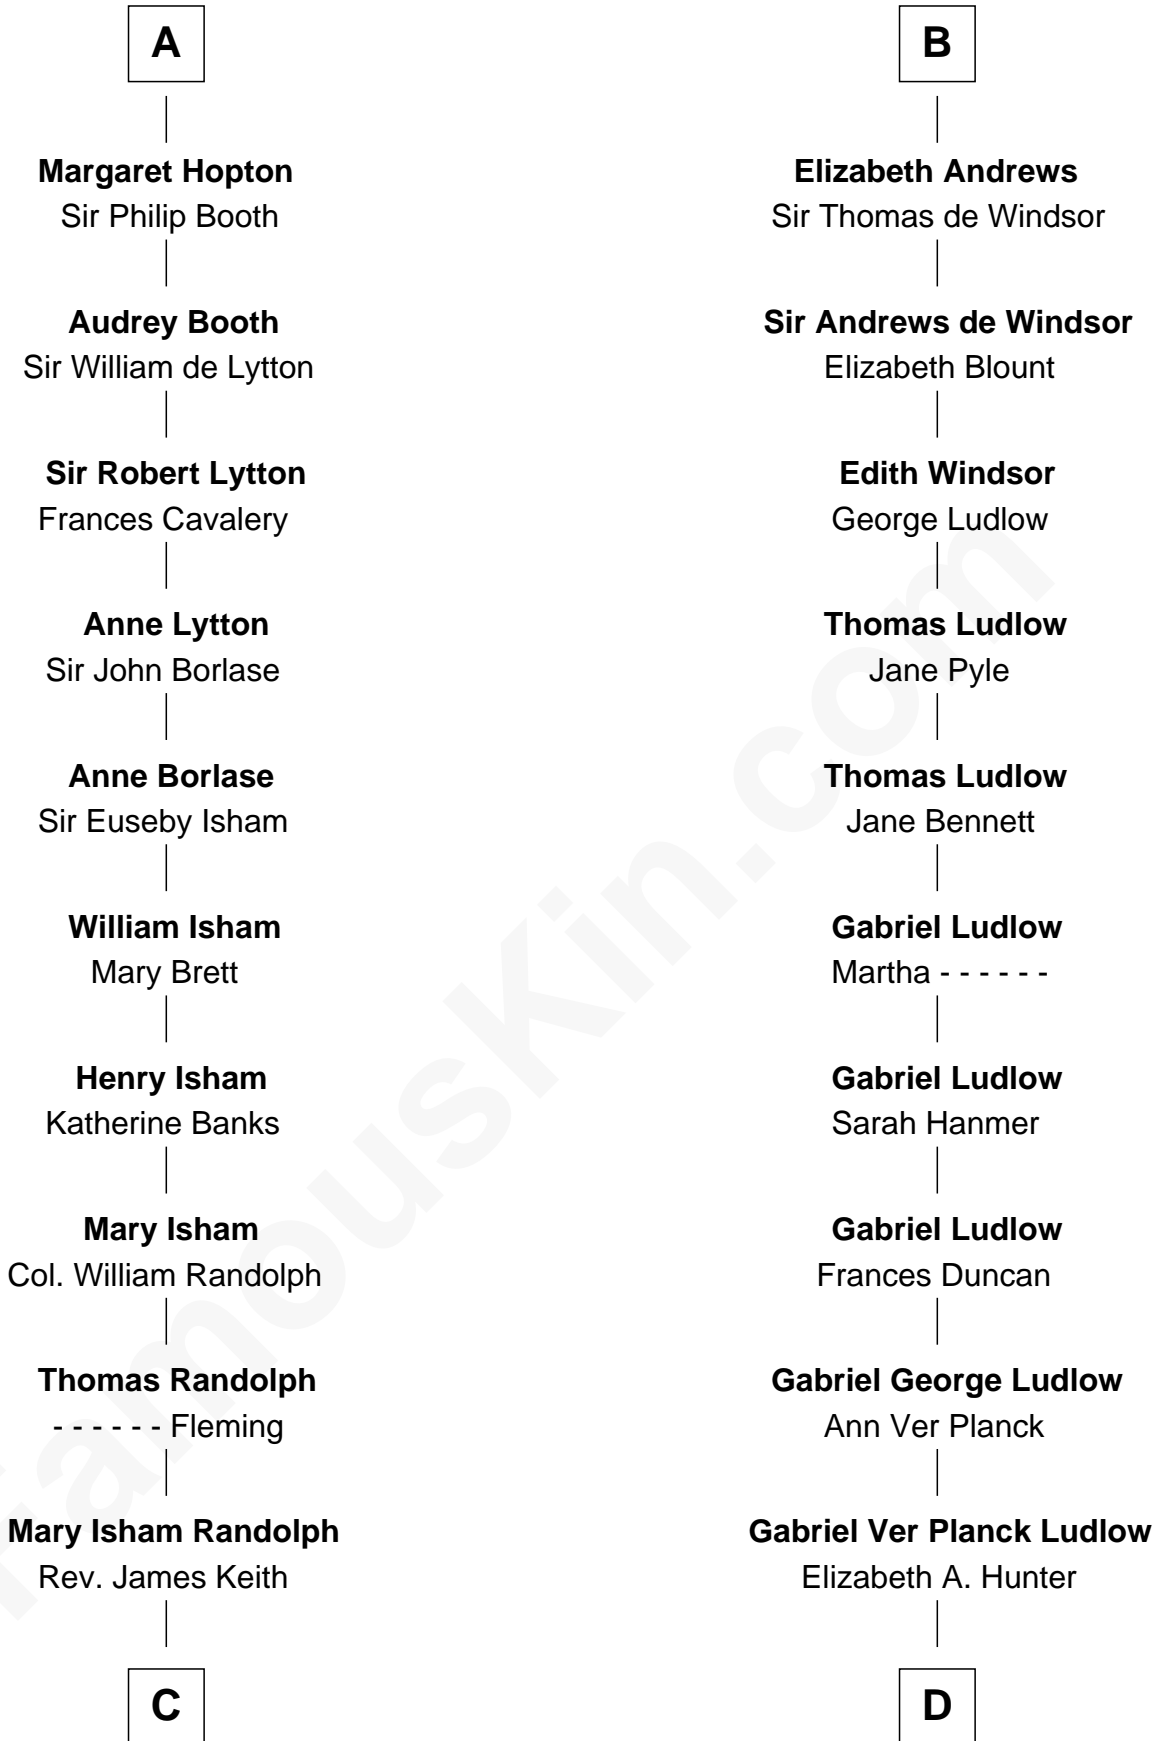 A
Margaret Hopton
Sir Philip Booth
Audrey Booth
Sir William de Lytton
Sir Robert Lytton
Frances Cavalery
Anne Lytton
Sir John Borlase
Anne Borlase
Sir Euseby Isham
William Isham
Mary Brett
Henry Isham
Katherine Banks
Mary Isham
Col. William Randolph
Thomas Randolph
- - - - - - Fleming
Mary Isham Randolph
Rev. James Keith
C
B
Elizabeth Andrews
Sir Thomas de Windsor
Sir Andrews de Windsor
Elizabeth Blount
Edith Windsor
George Ludlow
Thomas Ludlow
Jane Pyle
Thomas Ludlow
Jane Bennett
Gabriel Ludlow
Martha - - - - - -
Gabriel Ludlow
Sarah Hanmer
Gabriel Ludlow
Frances Duncan
Gabriel George Ludlow
Ann Ver Planck
Gabriel Ver Planck Ludlow
Elizabeth A. Hunter
D
FamousKin.com